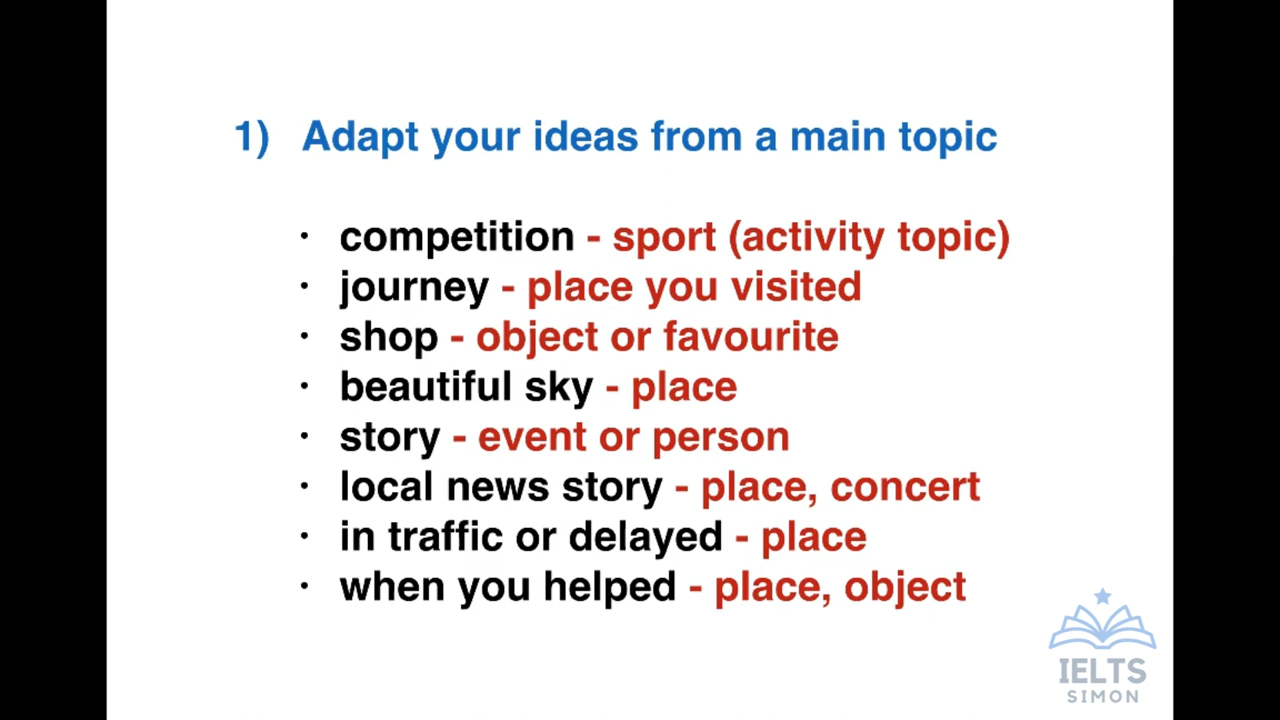 1) Adapt your ideas from a main topic
· competition - sport (activity topic)
· journey - place you visited
· shop - object or favourite
· beautiful sky - place
· story - event or person
· local news story - place, concert
· in traffic or delayed - place
· when you helped - place, object
IELTS
SIMON